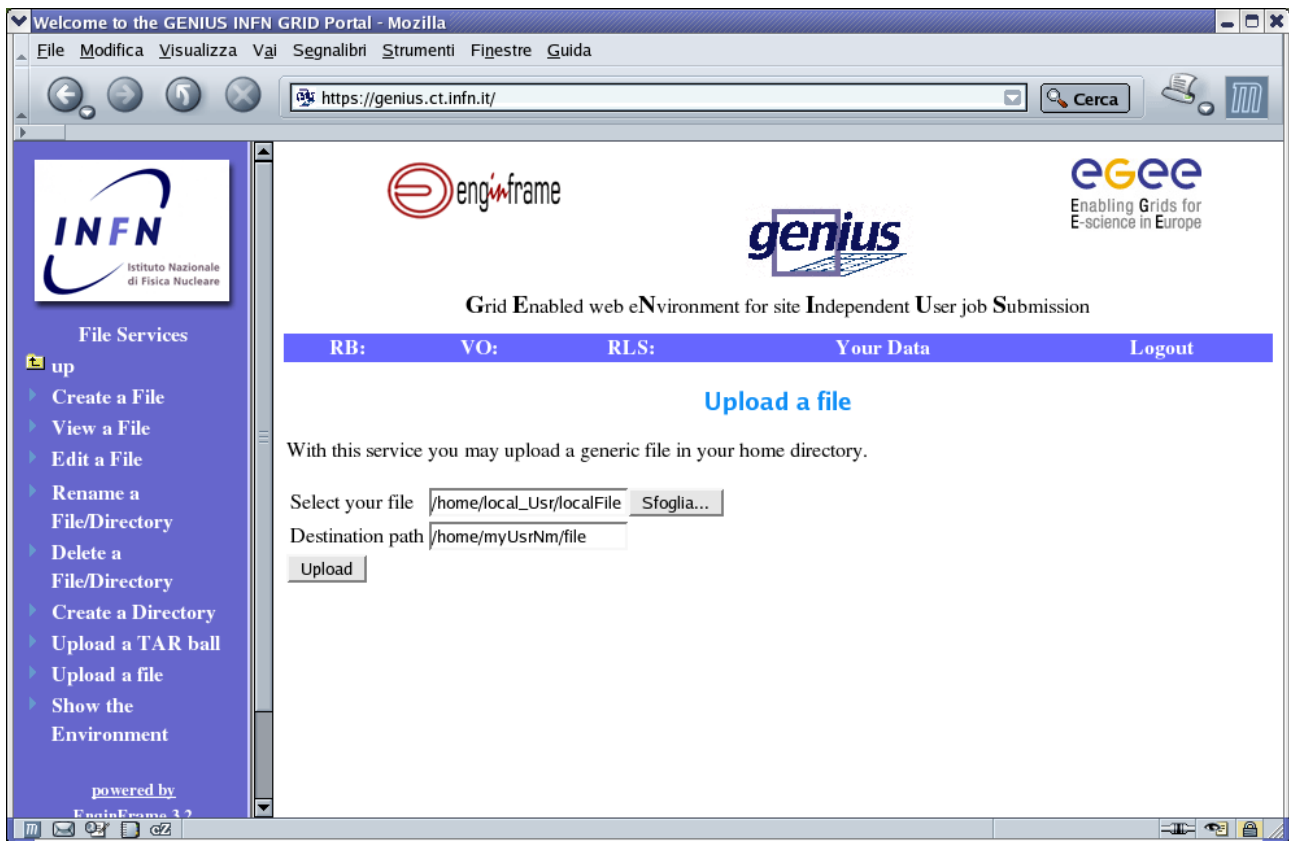 Welcome to the GENIUS INFN GRID Portal - Mozilla
File Modifica Visualizza Vai Segnalibri Strumenti Finestre Guida
https://genius.ct.infn.it/
Cerca
INFN
Istituto Nazionale
di Fisica Nucleare
File Services
up
Create a File
View a File
Edit a File
Rename a
File/Directory
Delete a
File/Directory
Create a Directory
Upload a TAR ball
Upload a file
Show the
Environment
powered by
EnginFrame 3.2
enginframe
genius
egee
Enabling Grids for
E-science in Europe
Grid Enabled web eNvironment for site Independent User job Submission
RB: VO: RLS: Your Data Logout
Upload a file
With this service you may upload a generic file in your home directory.
Select your file /home/local_Usr/localFile Sfoglia...
Destination path /home/myUsrNm/file
Upload